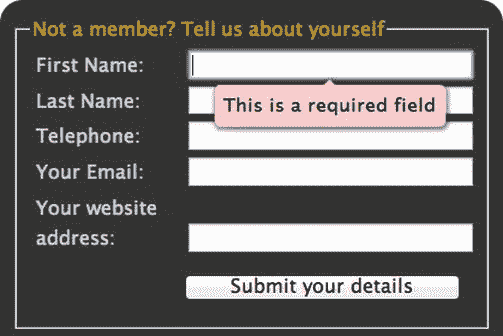 Not a member? Tell us about yourself
First Name:
This is a required field
Last Name:
Telephone:
Your Email:
Your website
address:
Submit your details